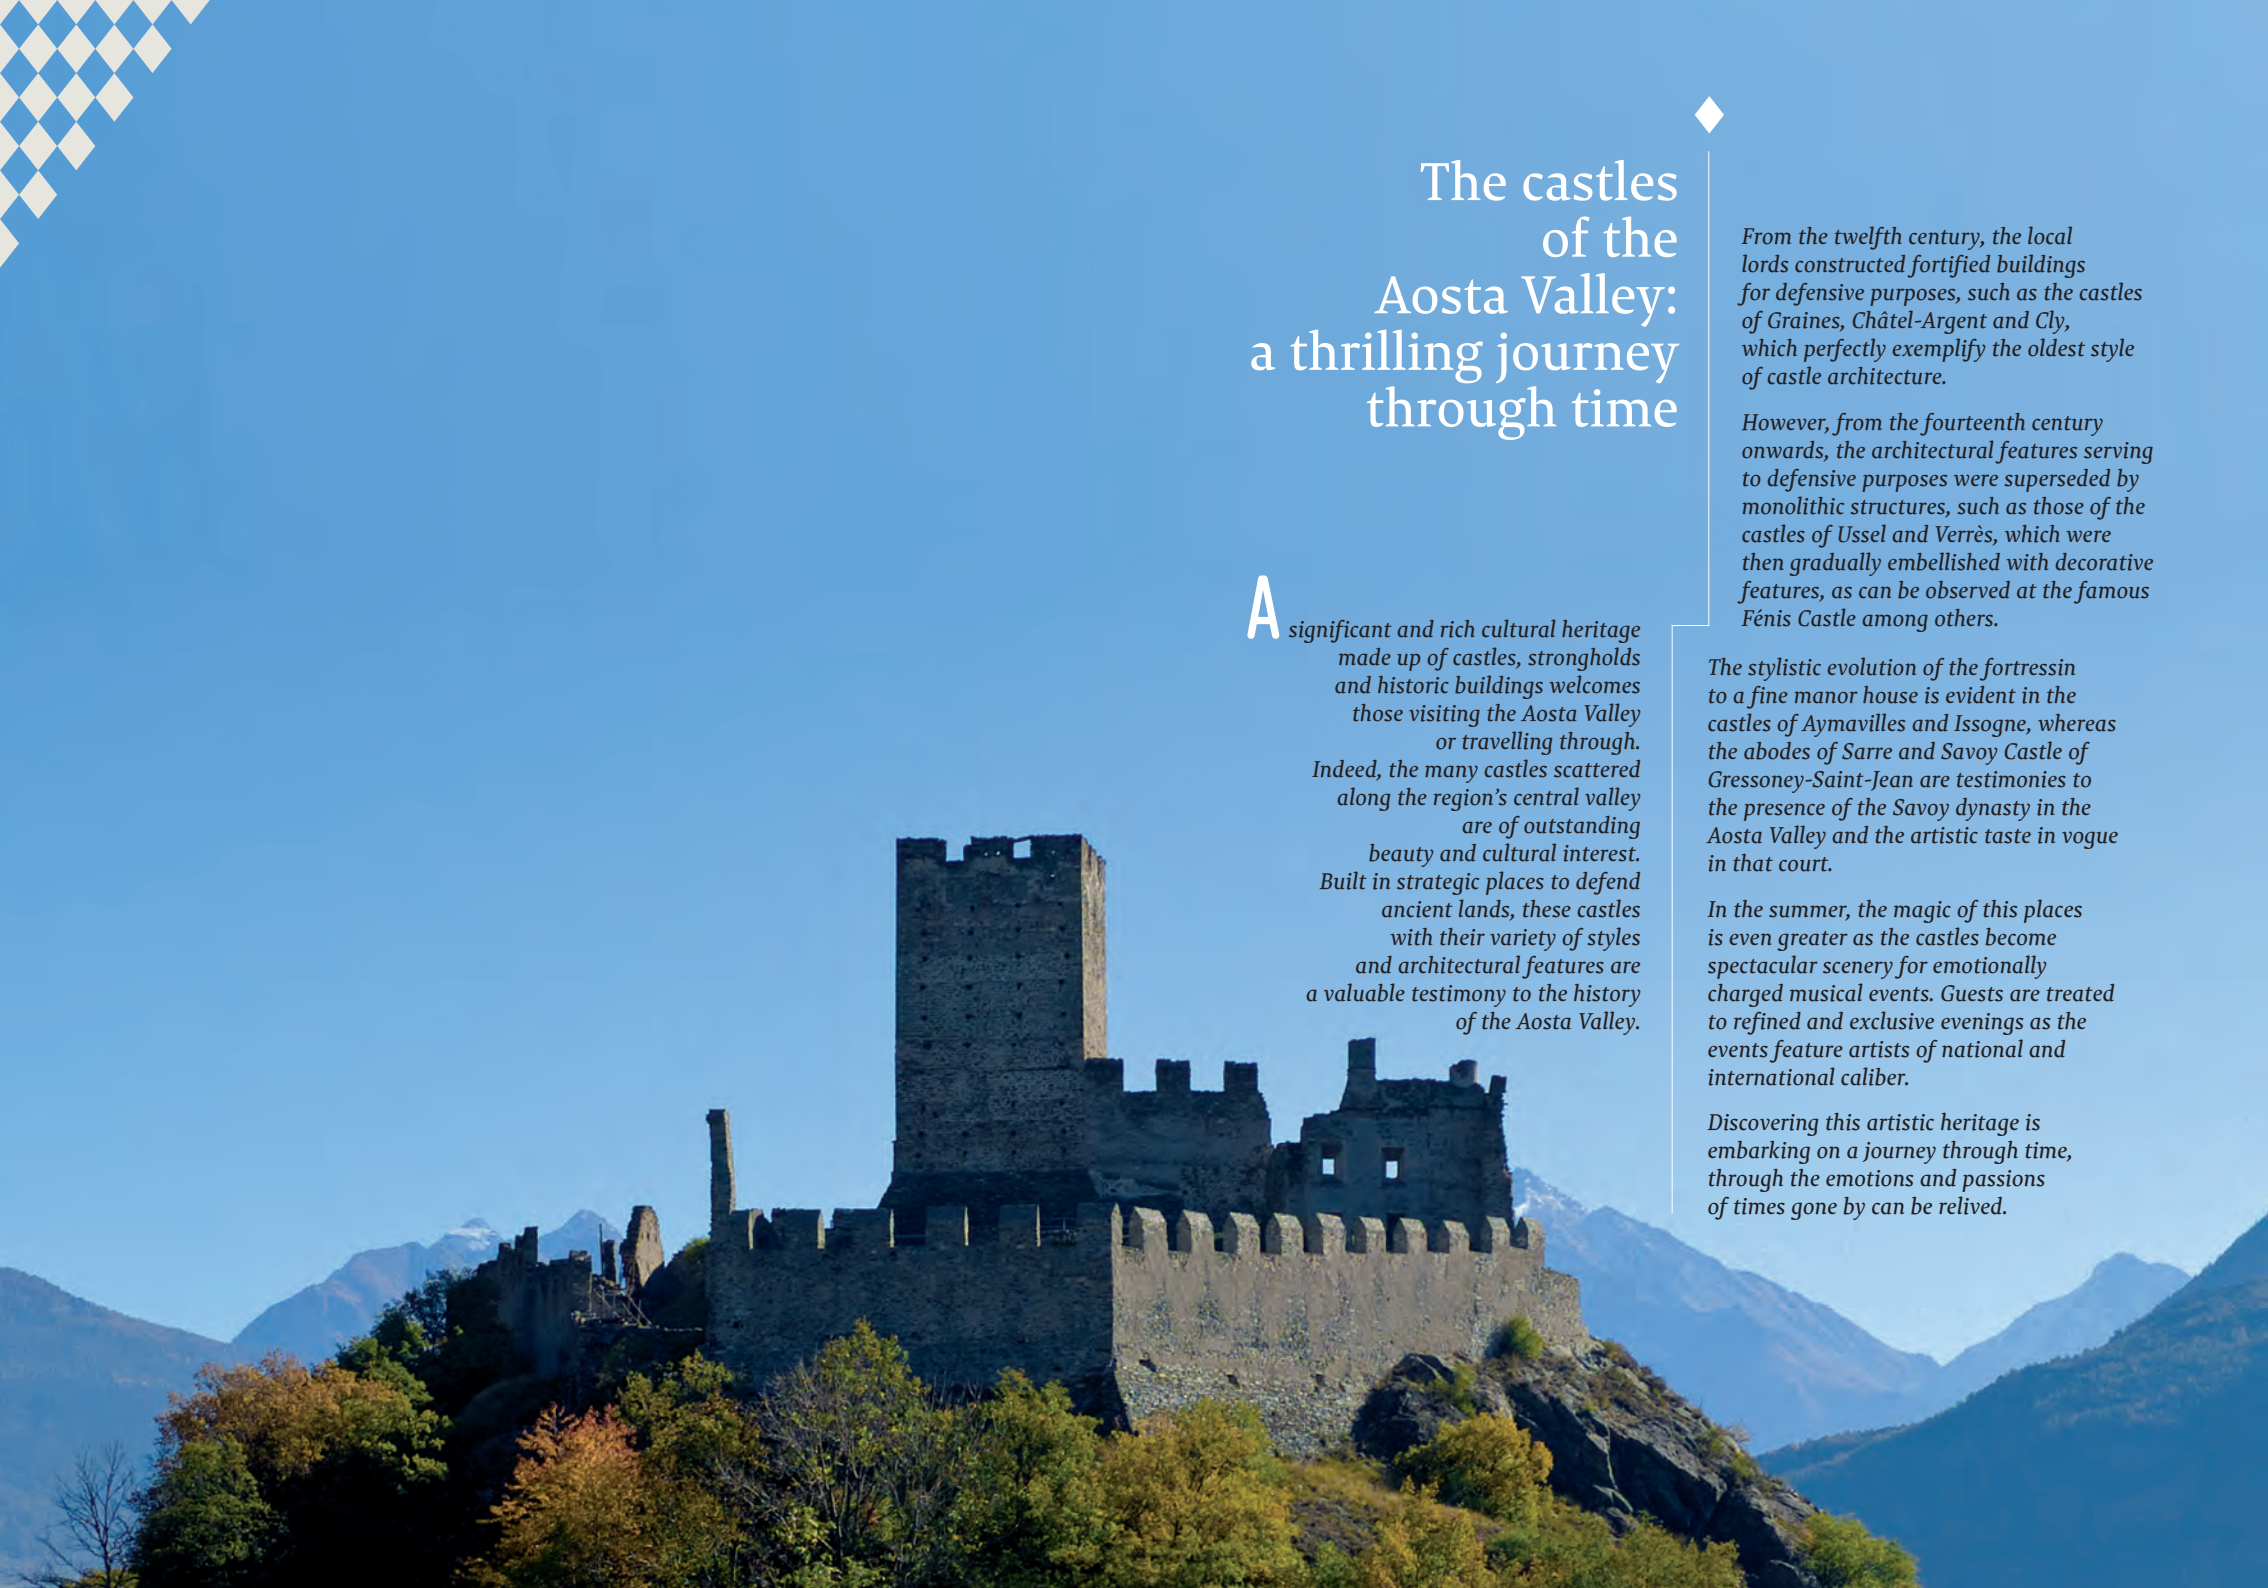 The castles
of the
Aosta Valley:
a thrilling journey
through time
A significant and rich cultural heritage
made up of castles, strongholds
and historic buildings welcomes
those visiting the Aosta Valley
or travelling through.
Indeed, the many castles scattered
along the region’s central valley
are of outstanding
beauty and cultural interest.
Built in strategic places to defend
ancient lands, these castles
with their variety of styles
and architectural features are
a valuable testimony to the history
of the Aosta Valley.
From the twelfth century, the local
lords constructed fortified buildings
for defensive purposes, such as the castles
of Graines, Châtel-Argent and Cly,
which perfectly exemplify the oldest style
of castle architecture.
However, from the fourteenth century
onwards, the architectural features serving
to defensive purposes were superseded by
monolithic structures, such as those of the
castles of Ussel and Verrès, which were
then gradually embellished with decorative
features, as can be observed at the famous
Fénis Castle among others.
The stylistic evolution of the fortressin
to a fine manor house is evident in the
castles of Aymavilles and Issogne, whereas
the abodes of Sarre and Savoy Castle of
Gressoney-Saint-Jean are testimonies to
the presence of the Savoy dynasty in the
Aosta Valley and the artistic taste in vogue
in that court.
In the summer, the magic of this places
is even greater as the castles become
spectacular scenery for emotionally
charged musical events. Guests are treated
to refined and exclusive evenings as the
events feature artists of national and
international caliber.
Discovering this artistic heritage is
embarking on a journey through time,
through the emotions and passions
of times gone by can be relived.